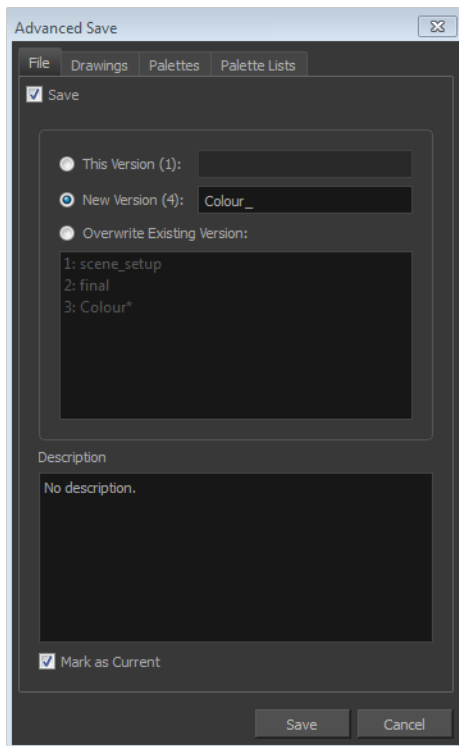 Advanced Save
File Drawings Palettes Palette Lists
Save
This Version (1):
New Version (4): Colour_
Overwrite Existing Version:
1: scene_setup
2: final
3: Colour*
Description
No description.
Mark as Current
Save Cancel